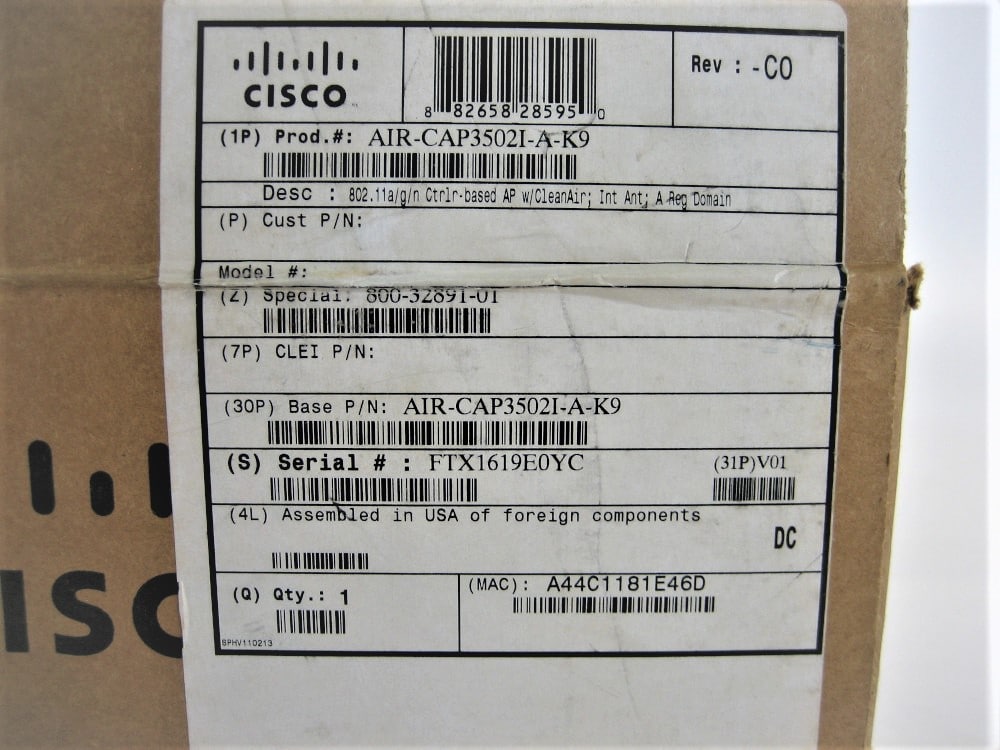 CISCO
8 82658 28595 0
Rev : -C0
(1P) Prod.#: AIR-CAP3502I-A-K9
Desc : 802.11a/g/n Ctrlr-based AP w/CleanAir; Int Ant; A Reg Domain
(P) Cust P/N:
Model #:
(Z) Special: 800-32891-01
(7P) CLEI P/N:
(30P) Base P/N: AIR-CAP3502I-A-K9
(S) Serial # : FTX1619E0YC
(31P)V01
(4L) Assembled in USA of foreign components
DC
(Q) Qty.: 1
(MAC): A44C1181E46D
SPHV110213
ISC